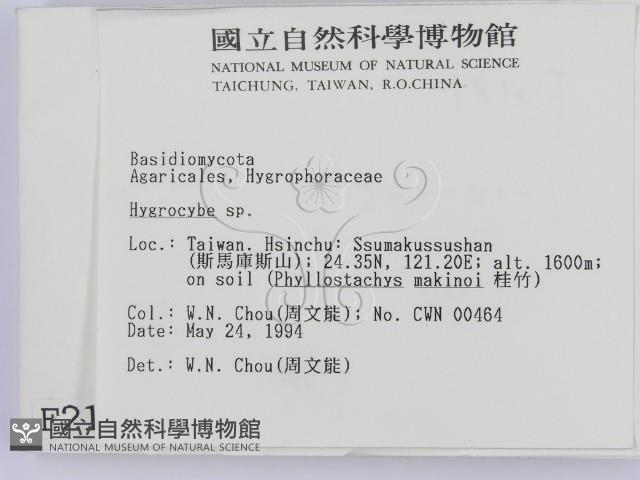 國立自然科學博物館
NATIONAL MUSEUM OF NATURAL SCIENCE
TAICHUNG, TAIWAN, R.O.CHINA
Basidiomycota
Agaricales, Hygrophoraceae
Hygrocybe sp.
Loc.: Taiwan. Hsinchu: Ssumakussushan
(斯馬庫斯山); 24.35N, 121.20E; alt. 1600m;
on soil (Phyllostachys makinoi 桂竹)
Col.: W.N. Chou(周文能); No. CWN 00464
Date: May 24, 1994
Det.: W.N. Chou(周文能)
F21
國立自然科學博物館
NATIONAL MUSEUM OF NATURAL SCIENCE